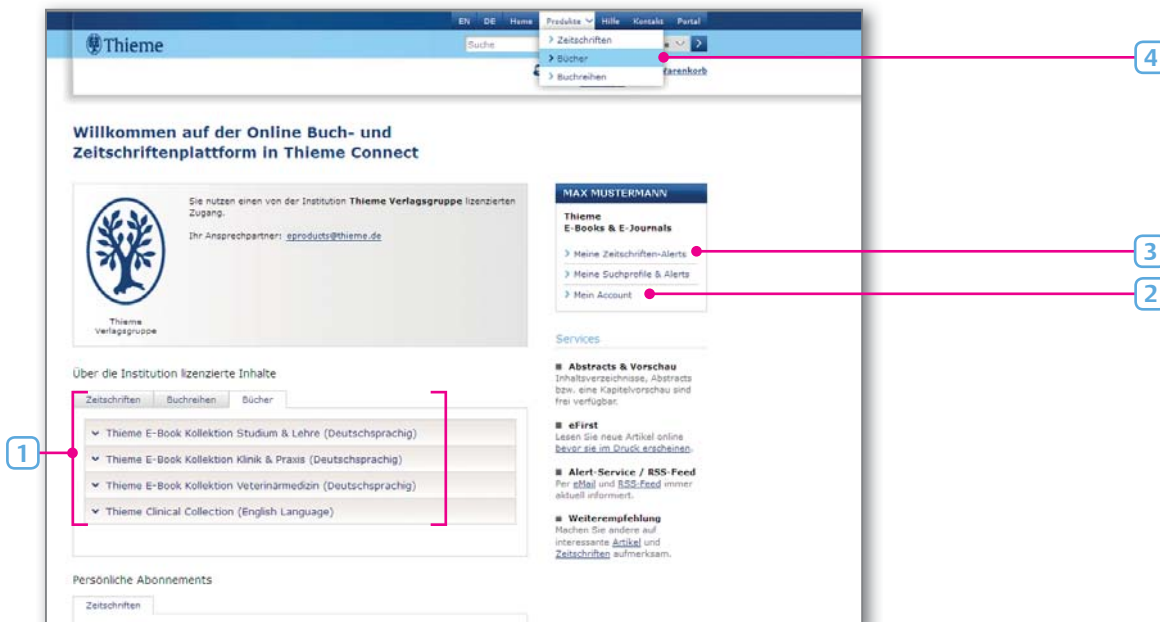 EN DE Home Produkte Hilfe Kontakt Portal
Thieme
Suche
Zeitschriften
Bücher
Buchreihen
Warenkorb
4
Willkommen auf der Online Buch- und
Zeitschriftenplattform in Thieme Connect
Sie nutzen einen von der Institution Thieme Verlagsgruppe lizenzierten
Zugang.
Ihr Ansprechpartner: eproducts@thieme.de
Thieme
Verlagsgruppe
MAX MUSTERMANN
Thieme
E-Books & E-Journals
Meine Zeitschriften-Alerts
3
Meine Suchprofile & Alerts
Mein Account
2
Über die Institution lizenzierte Inhalte
Zeitschriften Buchreihen Bücher
1
Thieme E-Book Kollektion Studium & Lehre (Deutschsprachig)
Thieme E-Book Kollektion Klinik & Praxis (Deutschsprachig)
Thieme E-Book Kollektion Veterinärmedizin (Deutschsprachig)
Thieme Clinical Collection (English Language)
Services
Abstracts & Vorschau
Inhaltsverzeichnisse, Abstracts
bzw. eine Kapitelvorschau sind
frei verfügbar.
eFirst
Lesen Sie neue Artikel online
bevor sie im Druck erscheinen.
Alert-Service / RSS-Feed
Per eMail und RSS-Feed immer
aktuell informiert.
Weiterempfehlung
Machen Sie andere auf
interessante Artikel und
Zeitschriften aufmerksam.
Persönliche Abonnements
Zeitschriften